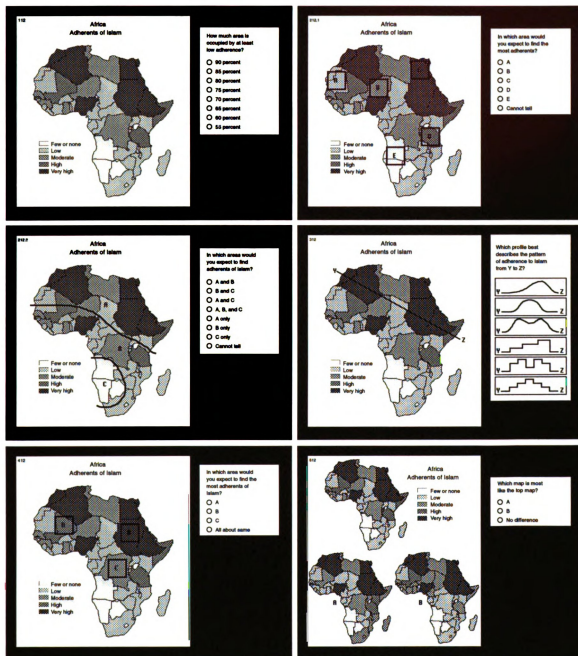 112
Africa
Adherents of Islam
Few or none
Low
Moderate
High
Very high
How much area is
occupied by at least
low adherence?
90 percent
85 percent
80 percent
75 percent
70 percent
65 percent
60 percent
53 percent
212.1
Africa
Adherents of Islam
B
D
E
Few or none
Low
Moderate
High
Very high
In which area would
you expect to find the
most adherents?
A
B
C
D
E
Cannot tell
212.2
Africa
Adherents of Islam
Few or none
Low
Moderate
High
Very high
In which areas would
you expect to find
adherents of Islam?
A and B
B and C
A and C
A, B, and C
A only
B only
C only
Cannot tell
312
Africa
Adherents of Islam
Y
Z
Few or none
Low
Moderate
High
Very high
Which profile best
describes the pattern
of adherence to Islam
from Y to Z?
Y Z
Y Z
Y Z
Y Z
Y Z
Y Z
Africa
Adherents of Islam
C
Few or none
Low
Moderate
High
Very high
In which area would
you expect to find the
most adherents of
Islam?
A
B
C
All about same
Africa
Adherents of Islam
Few or none
Low
Moderate
High
Very high
Which map is most
like the top map?
A
B
No difference